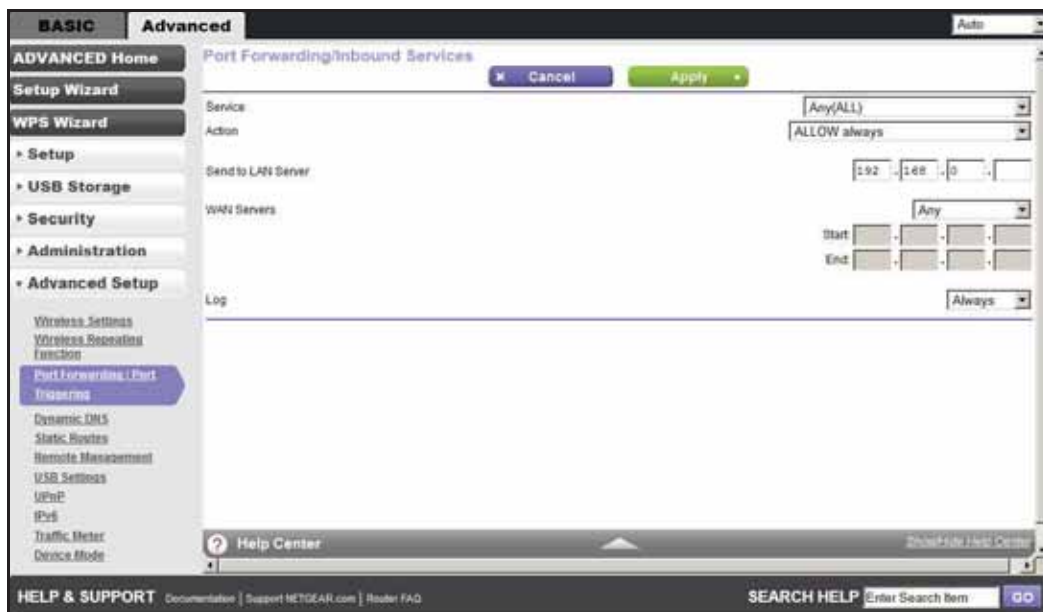 BASIC Advanced Auto
ADVANCED Home
Setup Wizard
WPS Wizard
Setup
USB Storage
Security
Administration
Advanced Setup
Wireless Settings
Wireless Repeating
Function
Port Forwarding / Port
Triggering
Dynamic DNS
Static Routes
Remote Management
USB Settings
UPnP
IPv6
Traffic Meter
Device Mode
Port Forwarding/Inbound Services
Cancel Apply
Service Any(ALL)
Action ALLOW always
Send to LAN Server 192 . 168 . 0 .
WAN Servers Any
Start
End
Log Always
? Help Center Show/Hide Help Center
HELP & SUPPORT Documentation | Support NETGEAR.com | Router FAQ SEARCH HELP Enter Search Item GO